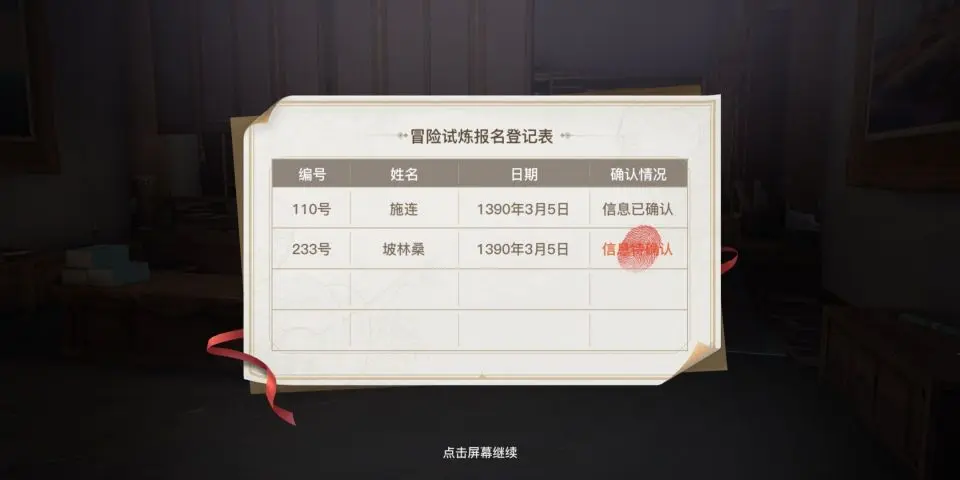 冒险试炼报名登记表
编号 姓名 日期 确认情况
110号 施连 1390年3月5日 信息已确认
233号 坡林桑 1390年3月5日 信息待确认
点击屏幕继续